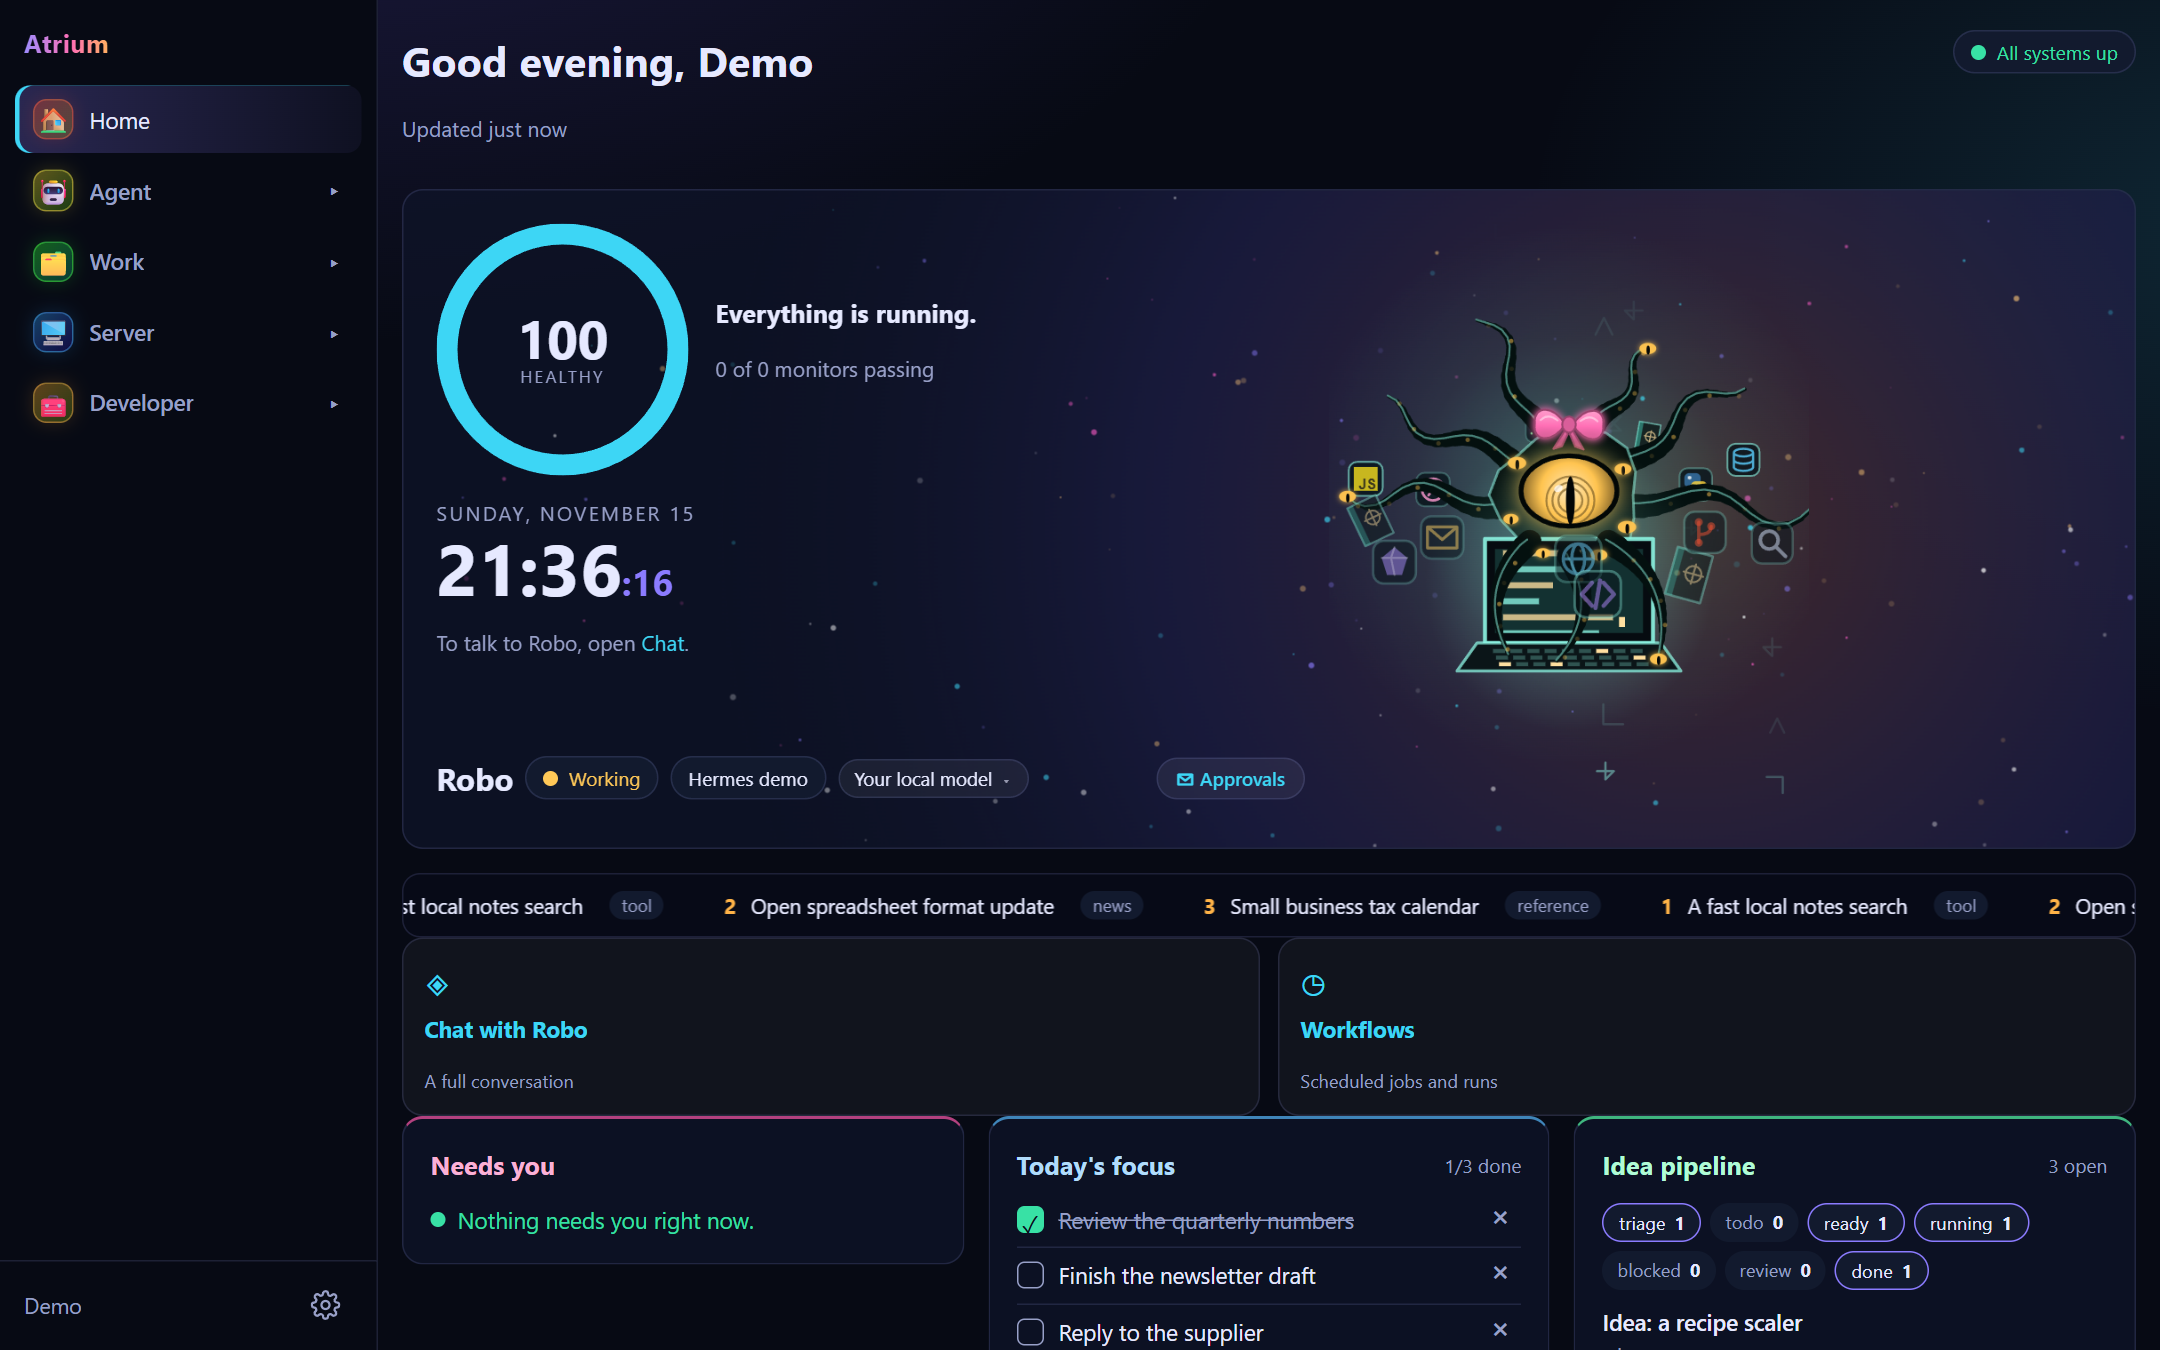 Atrium
Home
Agent
Work
Server
Developer
Demo
Good evening, Demo
Updated just now
All systems up
100
HEALTHY
Everything is running.
0 of 0 monitors passing
SUNDAY, NOVEMBER 15
21:36:16
To talk to Robo, open Chat.
JS
Robo
Working
Hermes demo
Your local model
Approvals
st local notes search tool 2 Open spreadsheet format update news 3 Small business tax calendar reference 1 A fast local notes search tool 2 Open
Chat with Robo
A full conversation
Workflows
Scheduled jobs and runs
Needs you
Nothing needs you right now.
Today's focus
1/3 done
Review the quarterly numbers
Finish the newsletter draft
Reply to the supplier
Idea pipeline
3 open
triage 1 todo 0 ready 1 running 1
blocked 0 review 0 done 1
Idea: a recipe scaler